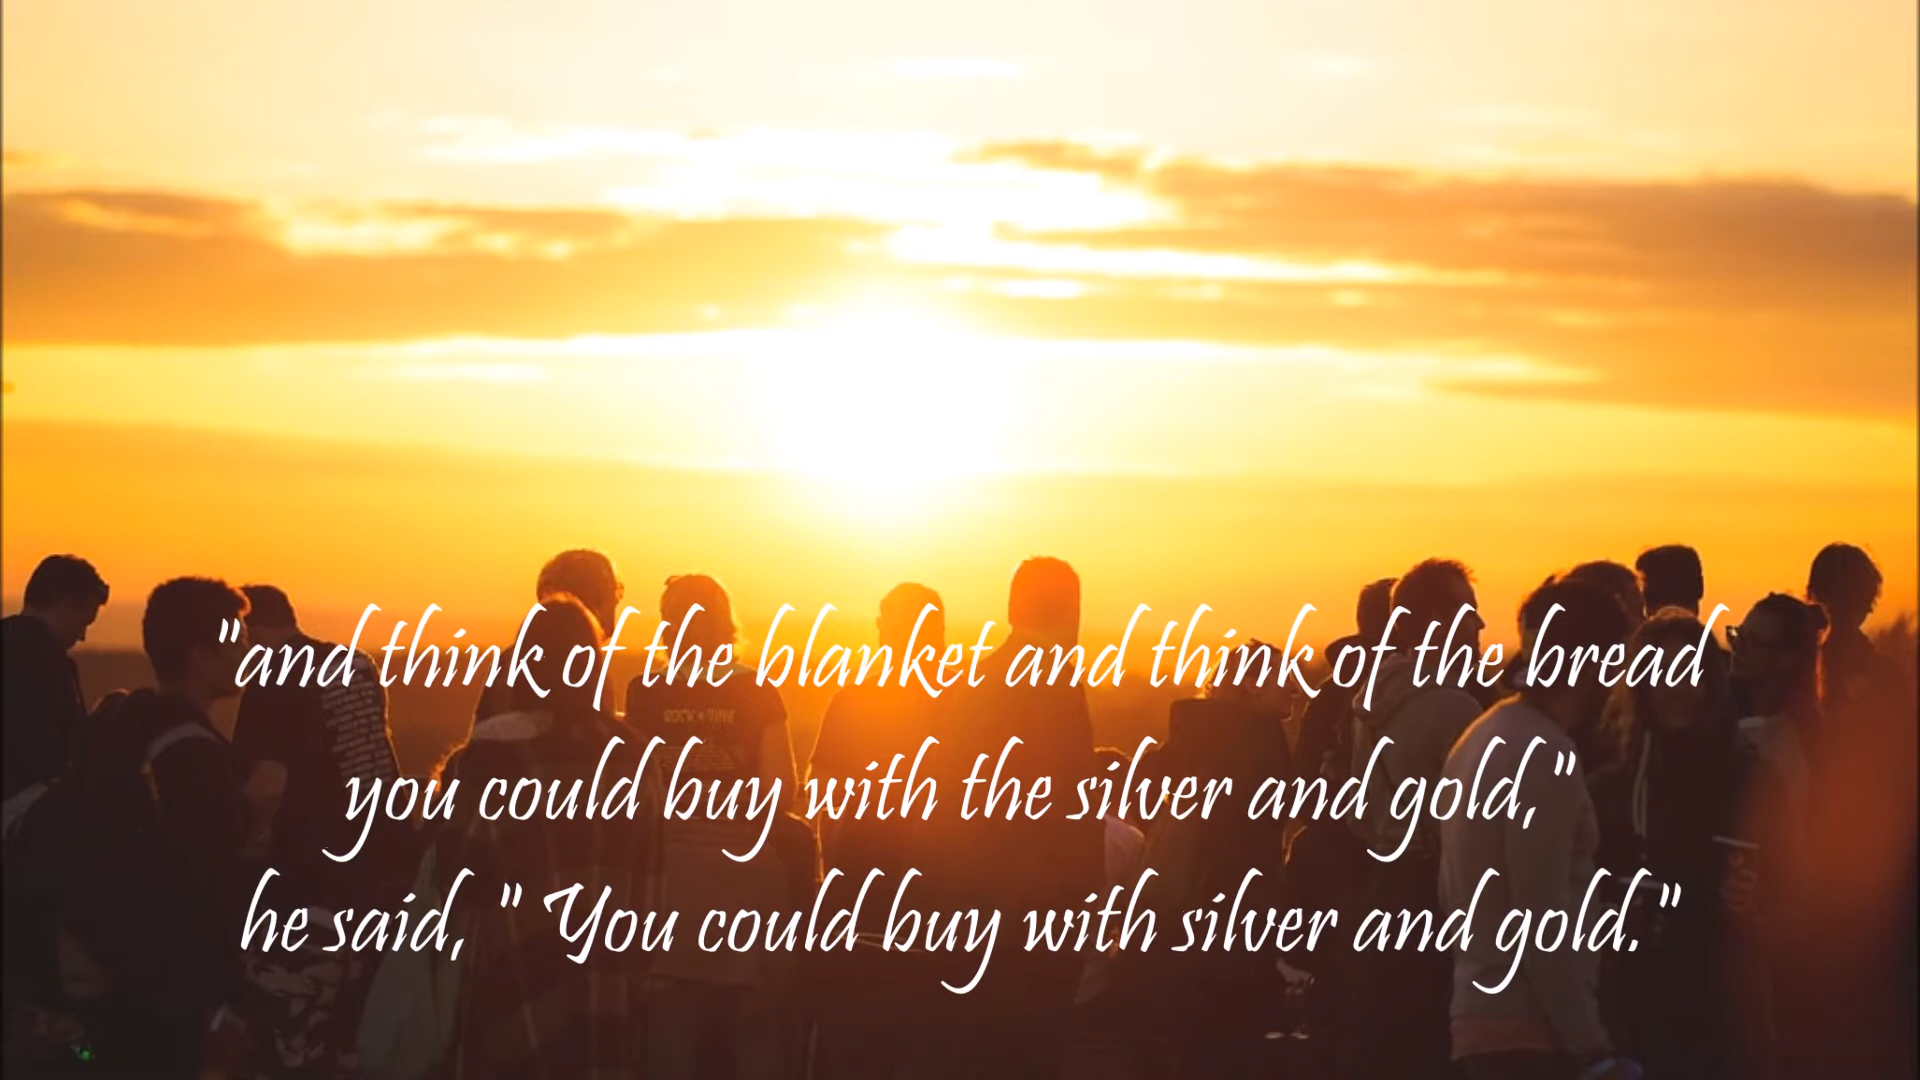 "and think of the blanket and think of the bread
you could buy with the silver and gold,"
he said, " You could buy with silver and gold."